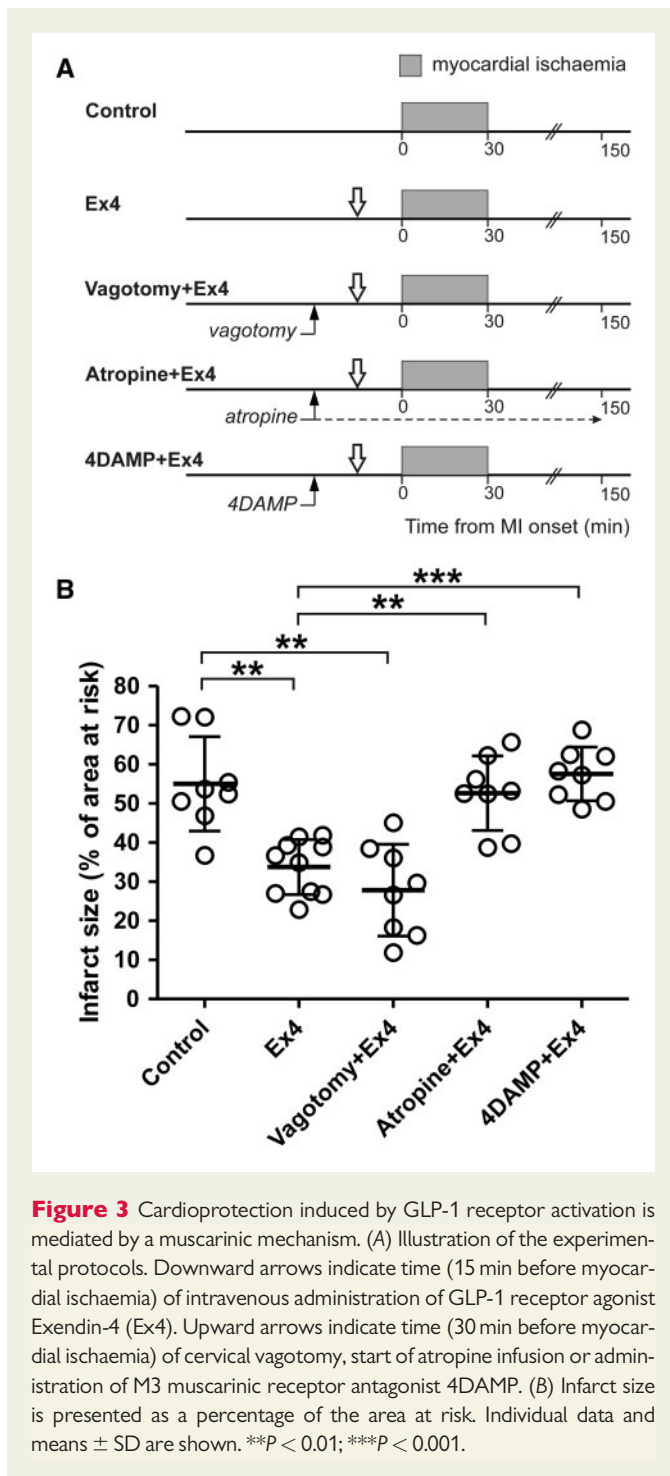 A
myocardial ischaemia
Control
0 30 150
Ex4
0 30 150
Vagotomy+Ex4
vagotomy
0 30 150
Atropine+Ex4
atropine
0 30 150
4DAMP+Ex4
4DAMP
0 30 150
Time from MI onset (min)
B
***
**
**
**
Infarct size (% of area at risk)
80
70
60
50
40
30
20
10
0
Control
Ex4
Vagotomy+Ex4
Atropine+Ex4
4DAMP+Ex4
Figure 3 Cardioprotection induced by GLP-1 receptor activation is
mediated by a muscarinic mechanism. (A) Illustration of the experimen-
tal protocols. Downward arrows indicate time (15 min before myocar-
dial ischaemia) of intravenous administration of GLP-1 receptor agonist
Exendin-4 (Ex4). Upward arrows indicate time (30 min before myocar-
dial ischaemia) of cervical vagotomy, start of atropine infusion or admin-
istration of M3 muscarinic receptor antagonist 4DAMP. (B) Infarct size
is presented as a percentage of the area at risk. Individual data and
means ± SD are shown. **P < 0.01; ***P < 0.001.